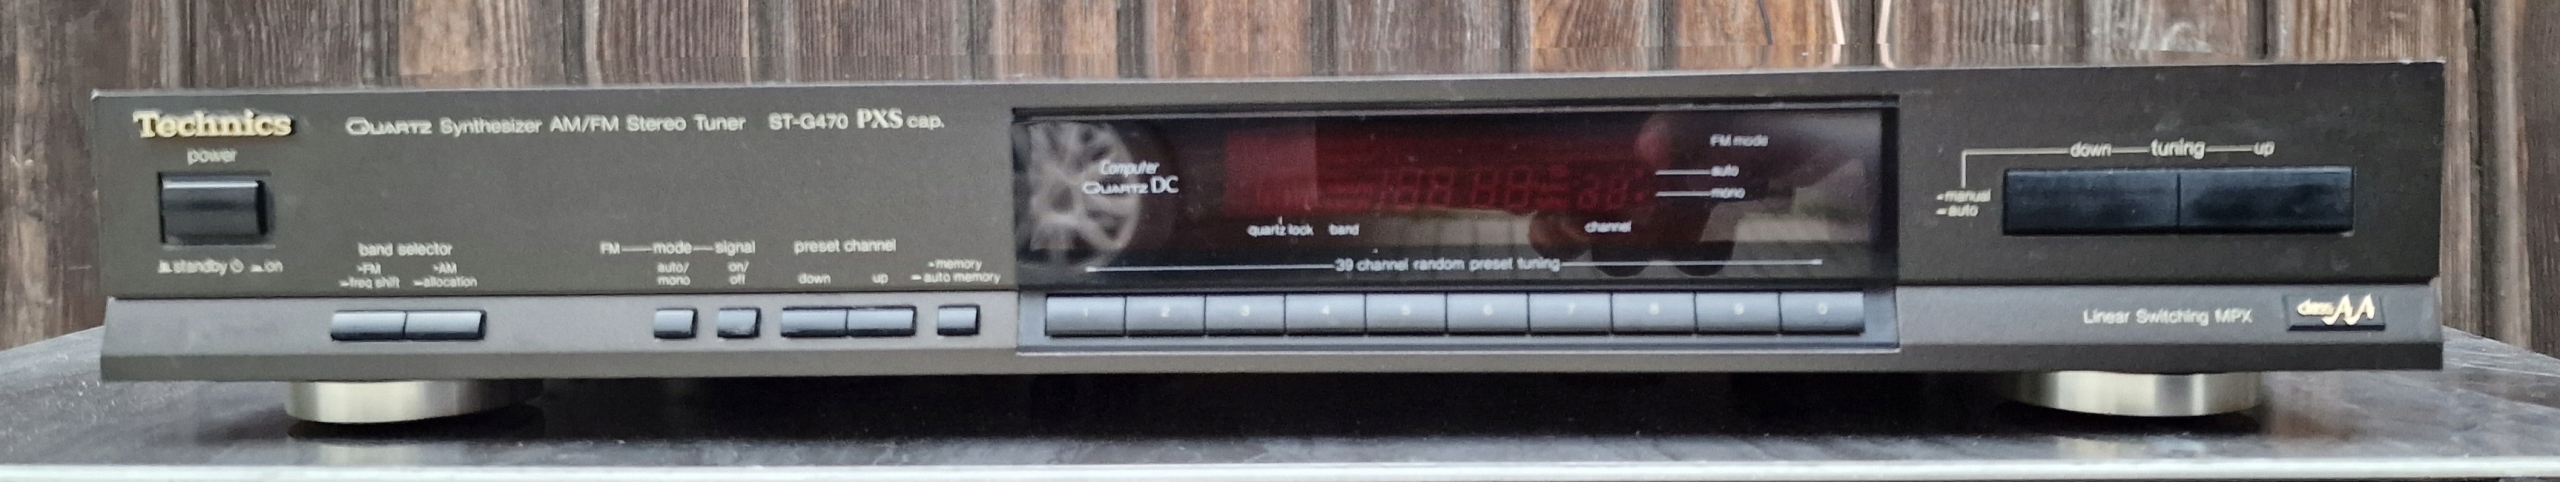 Technics
QUARTZ Synthesizer AM/FM Stereo Tuner ST-G470 PXS cap.
power
standby on
band selector
FM AM
freq shift allocation
FM mode signal
auto/ mono
on/ off
preset channel
down up
memory
auto memory
Computer
QUARTZ DC
FM mode
auto
mono
quartz lock band channel
39 channel random preset tuning
1 2 3 4 5 6 7 8 9 0
down tuning up
manual
auto
Linear Switching MPX
class AA